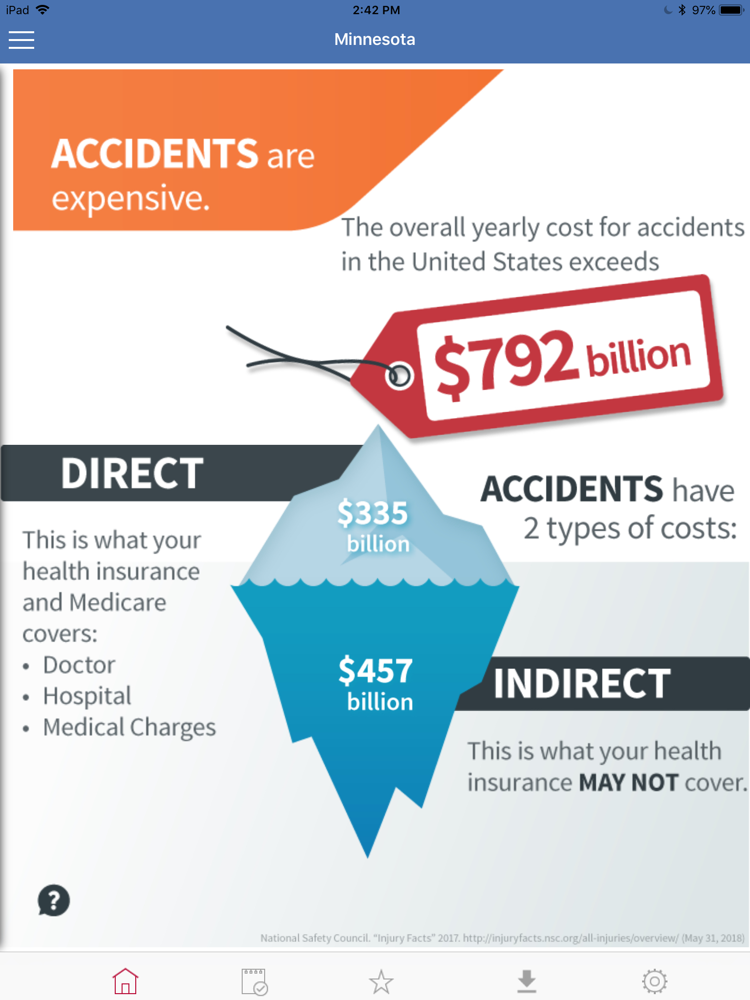 iPad
2:42 PM
97%
Minnesota
ACCIDENTS are
expensive.
The overall yearly cost for accidents
in the United States exceeds
$792 billion
DIRECT
This is what your
health insurance
and Medicare
covers:
• Doctor
• Hospital
• Medical Charges
$335
billion
ACCIDENTS have
2 types of costs:
$457
billion
INDIRECT
This is what your health
insurance MAY NOT cover.
?
National Safety Council. “Injury Facts” 2017. http://injuryfacts.nsc.org/all-injuries/overview/ (May 31, 2018)